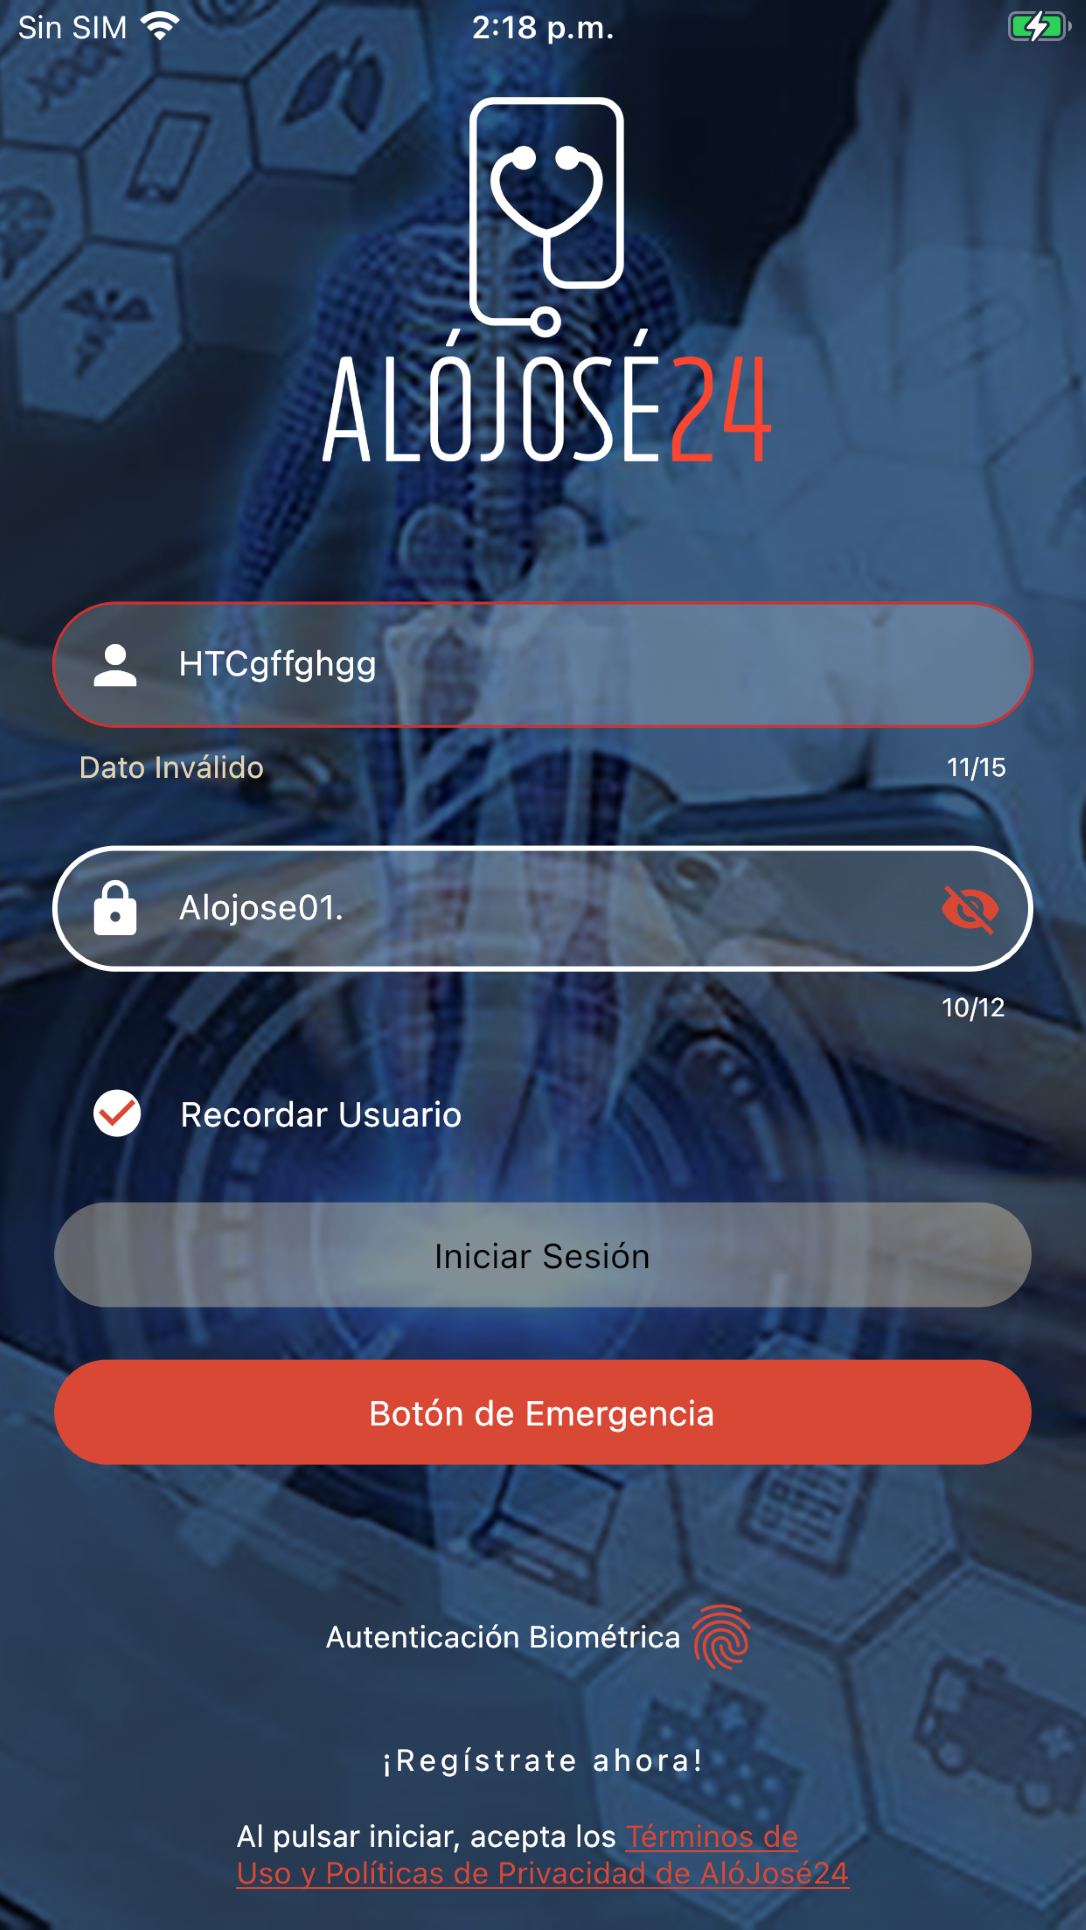 Sin SIM 2:18 p.m.
ALÓJOSÉ24
HTCgffghgg
Dato Inválido 11/15
Alojose01.
10/12
Recordar Usuario
Iniciar Sesión
Botón de Emergencia
Autenticación Biométrica
¡Regístrate ahora!
Al pulsar iniciar, acepta los Términos de
Uso y Políticas de Privacidad de AlóJosé24